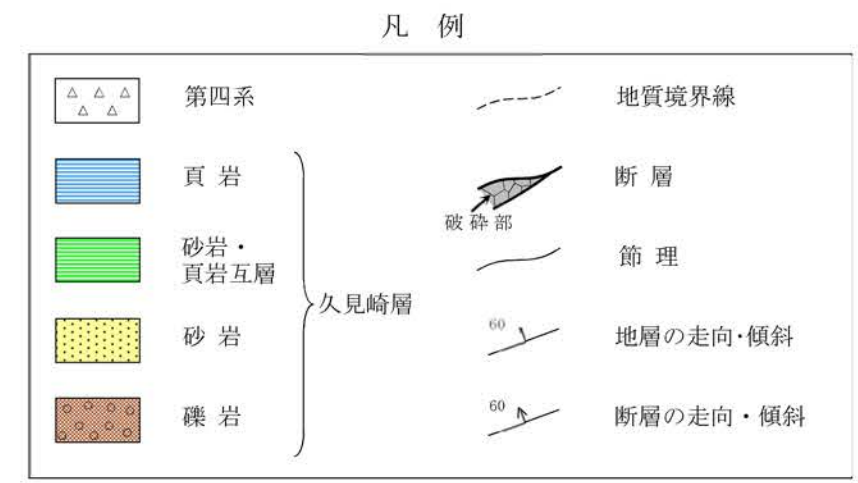 凡 例
第四系
頁 岩
砂岩・
頁岩互層
砂 岩
礫 岩
久見崎層
地質境界線
断 層
破 砕 部
節 理
60
地層の走向・傾斜
60
断層の走向・傾斜